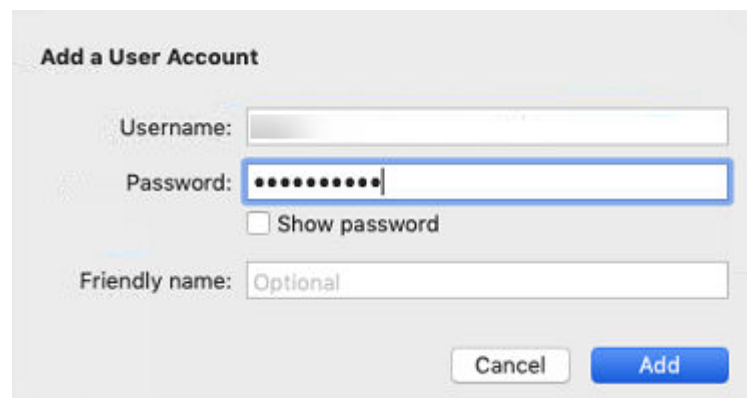 Add a User Account
Username:
Password: ••••••••••
Show password
Friendly name: Optional
Cancel Add